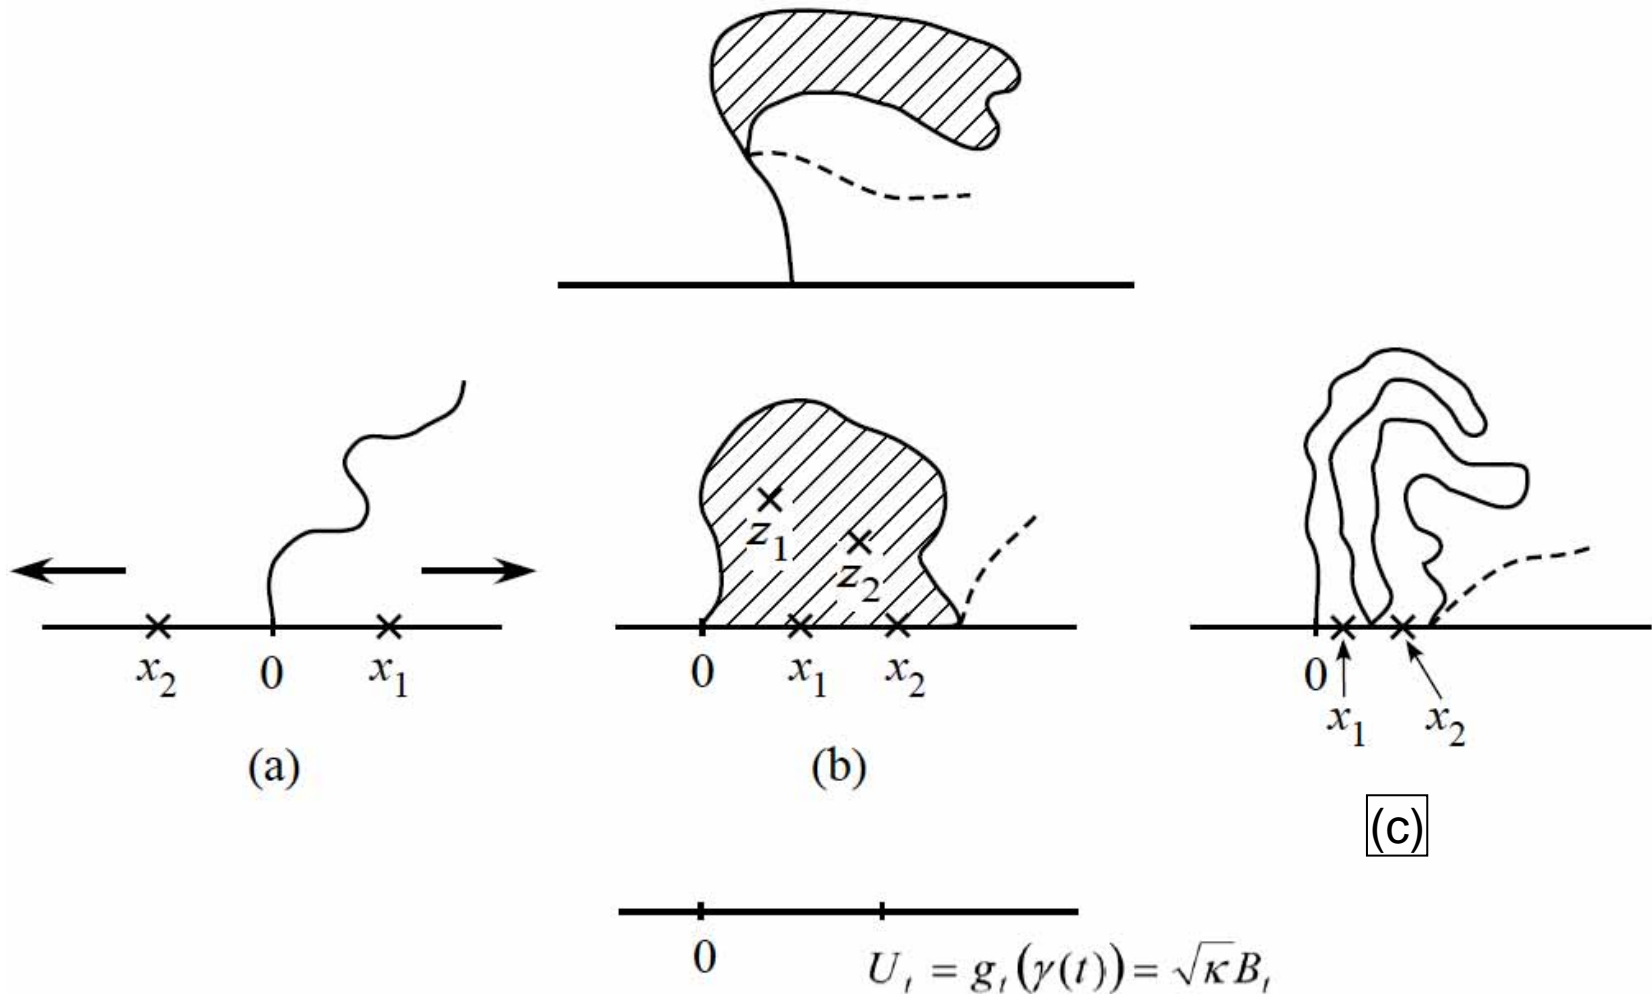 z₁
z₂
x₂ 0 x₁
0 x₁ x₂
0
x₁ x₂
(a) (b)
(c)
0
U_t = g_t(γ(t)) = √κ B_t